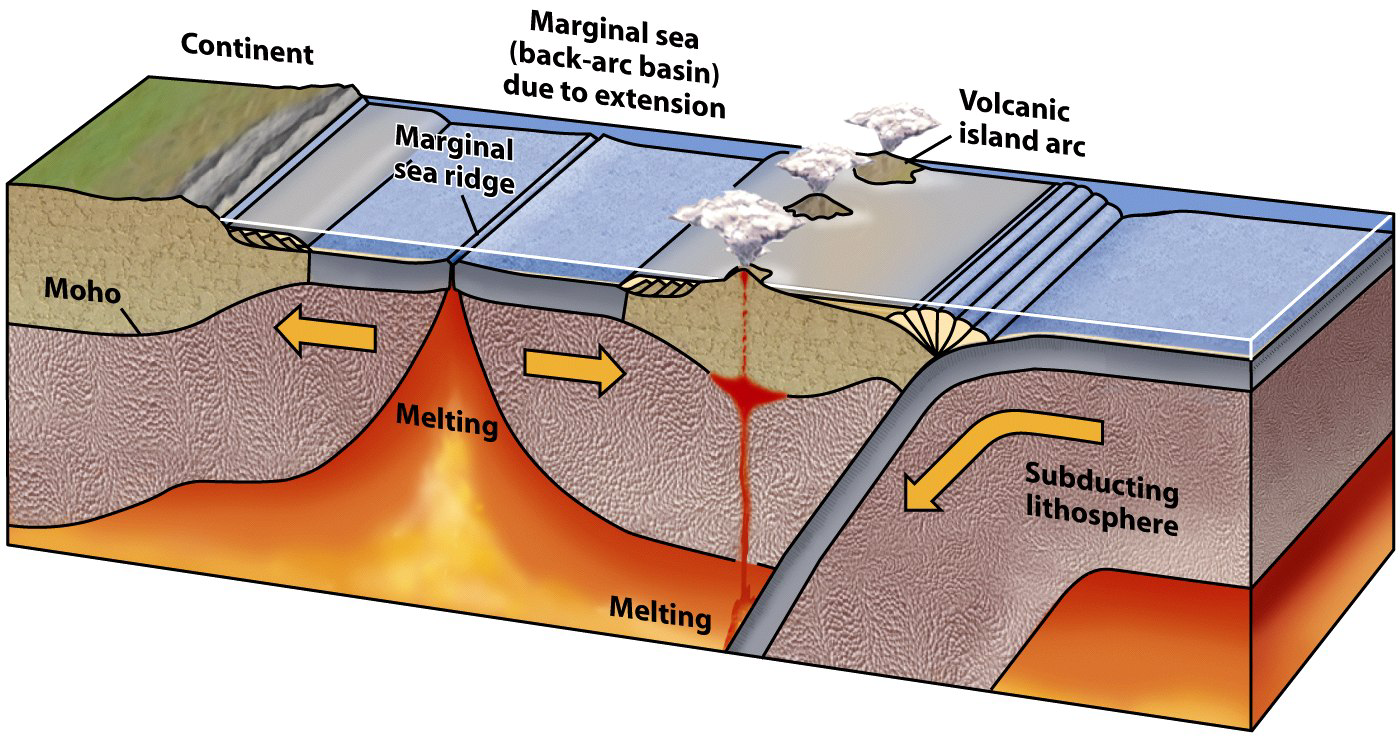 Continent
Marginal sea
(back-arc basin)
due to extension
Volcanic
island arc
Marginal
sea ridge
Moho
Melting
Subducting
lithosphere
Melting